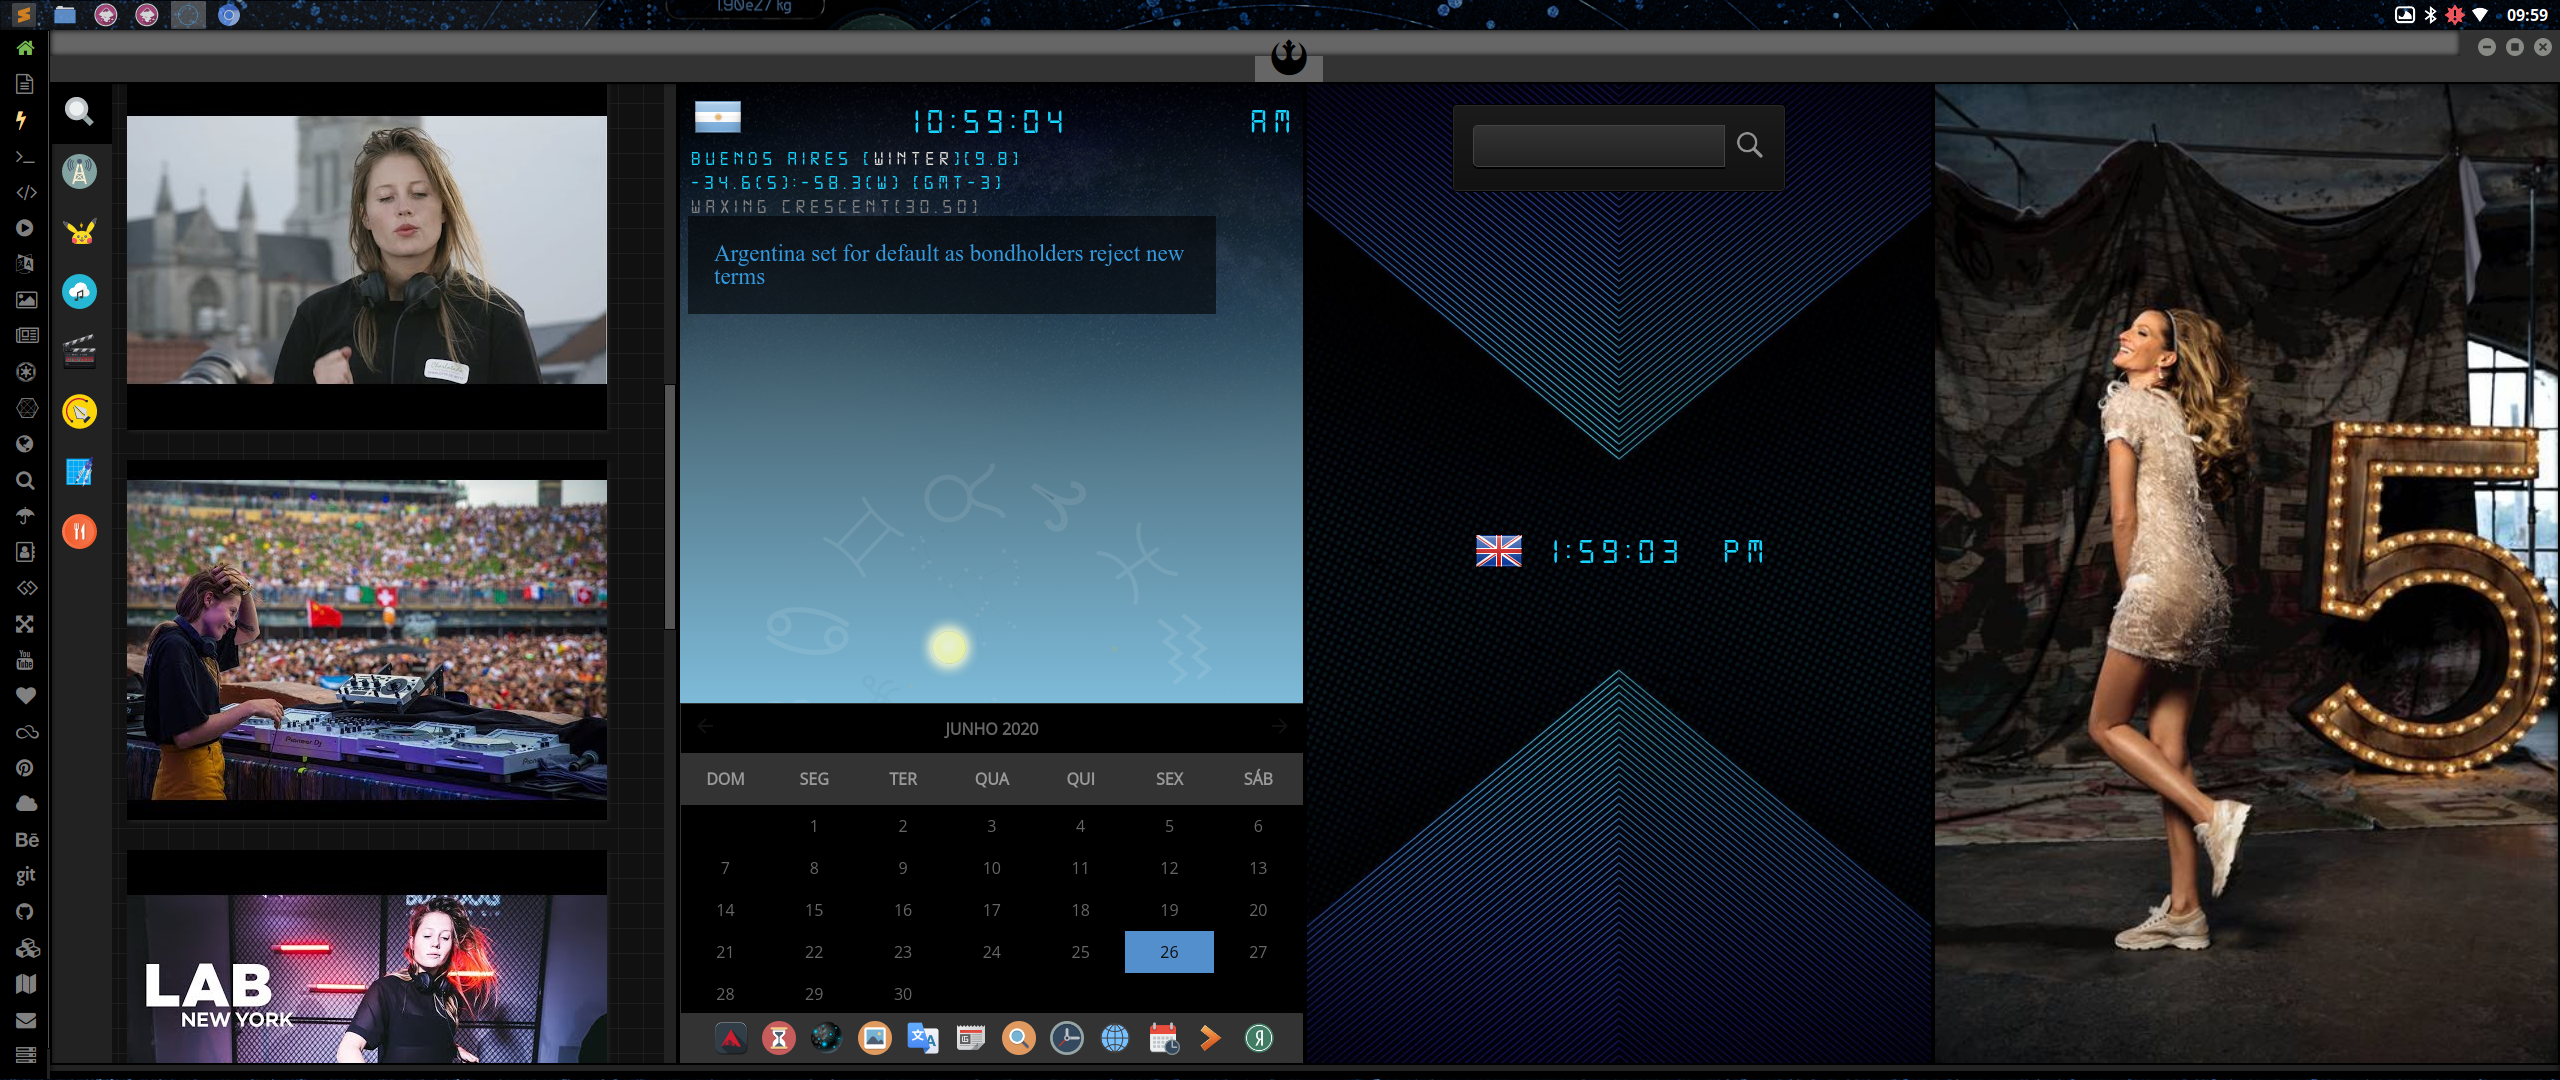 1.90e27 kg
09:59
10:59:04 AM
BUENOS AIRES [WINTER][9.8]
-34.6(S):-58.3(W) [GMT-3]
WAXING CRESCENT(30.50)
Argentina set for default as bondholders reject new
terms
JUNHO 2020
DOM SEG TER QUA QUI SEX SÁB
1 2 3 4 5 6
7 8 9 10 11 12 13
14 15 16 17 18 19 20
21 22 23 24 25 26 27
28 29 30
1:59:03 PM
You
Tube
Bē
git
Pioneer Dj
LAB
NEW YORK
5